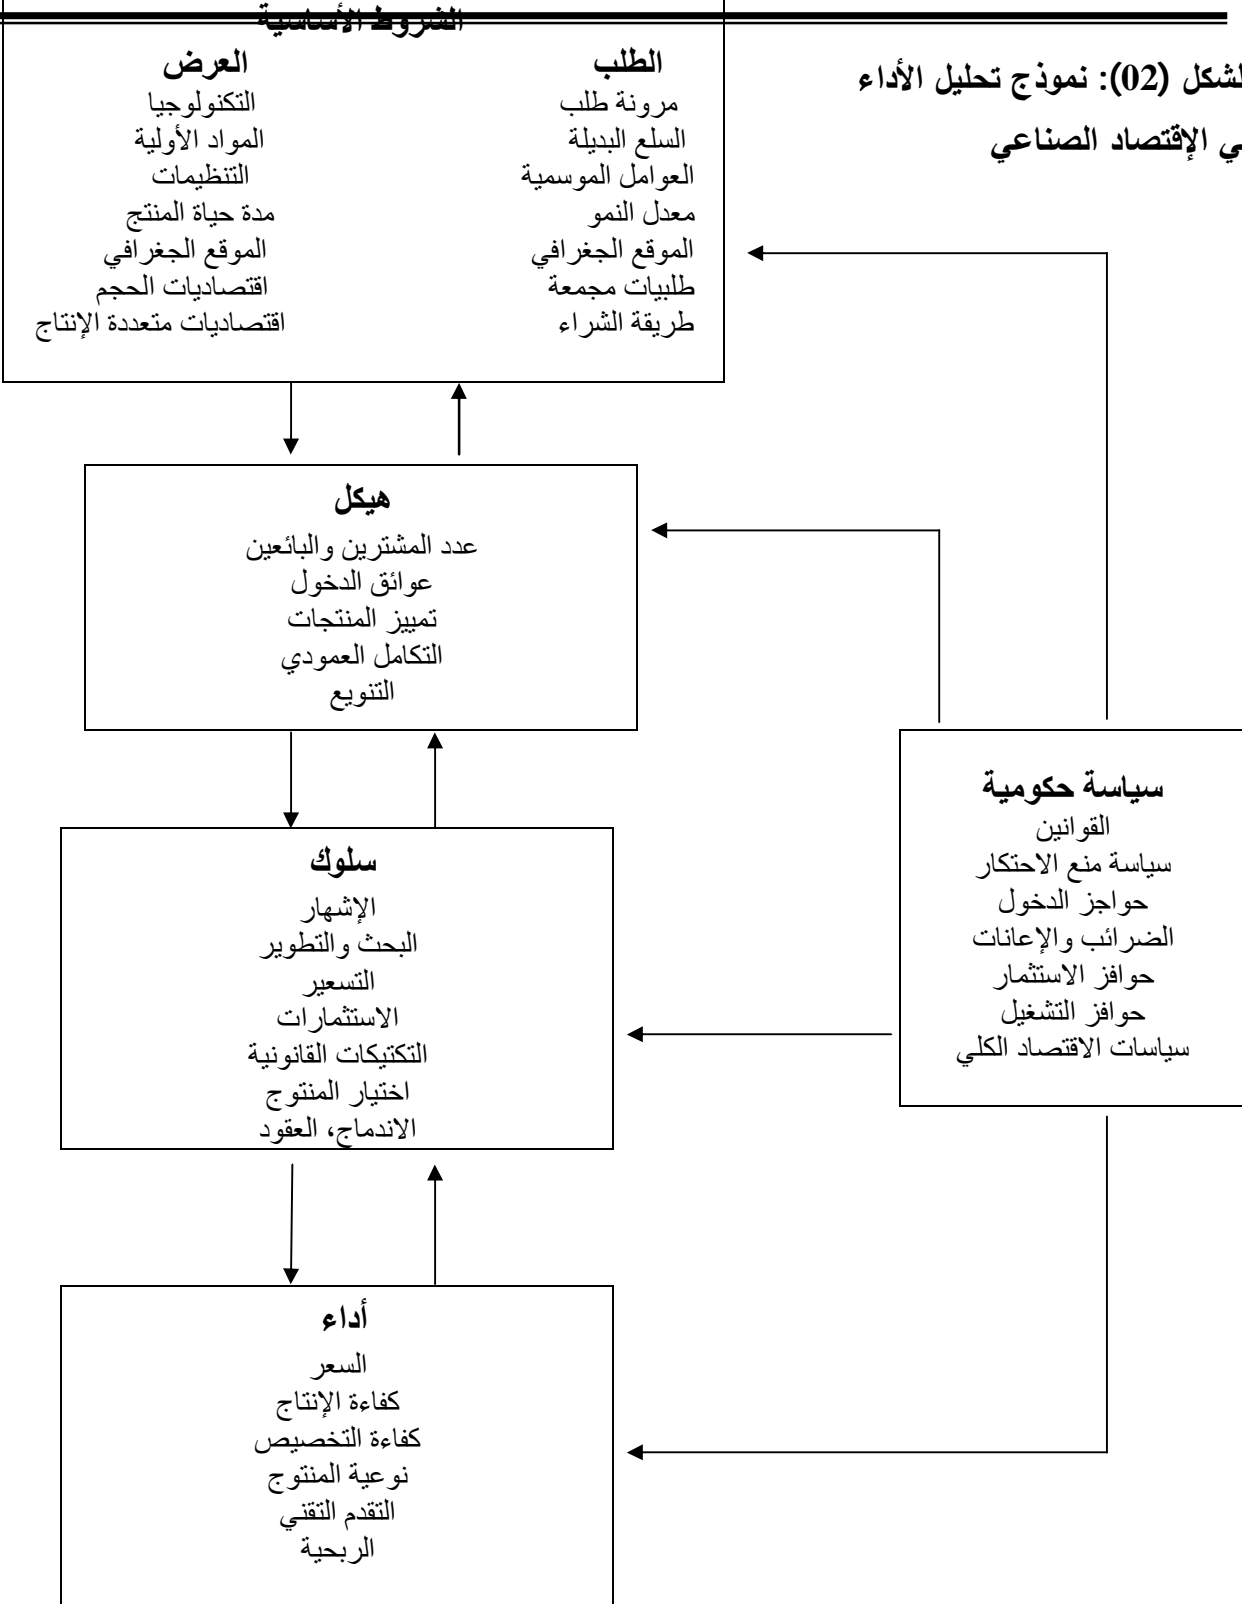 الشروط الأساسية
الطلب
مرونة طلب
السلع البديلة
العوامل الموسمية
معدل النمو
الموقع الجغرافي
طلبيات مجمعة
طريقة الشراء
العرض
التكنولوجيا
المواد الأولية
التنظيمات
مدة حياة المنتج
الموقع الجغرافي
اقتصاديات الحجم
اقتصاديات متعددة الإنتاج
لشكل (02): نموذج تحليل الأداء
ي الإقتصاد الصناعي
هيكل
عدد المشترين والبائعين
عوائق الدخول
تمييز المنتجات
التكامل العمودي
التنويع
سياسة حكومية
القوانين
سياسة منع الاحتكار
حواجز الدخول
الضرائب والإعانات
حوافز الاستثمار
حوافز التشغيل
سياسات الاقتصاد الكلي
سلوك
الإشهار
البحث والتطوير
التسعير
الاستثمارات
التكتيكات القانونية
اختيار المنتوج
الاندماج، العقود
أداء
السعر
كفاءة الإنتاج
كفاءة التخصيص
نوعية المنتوج
التقدم التقني
الربحية